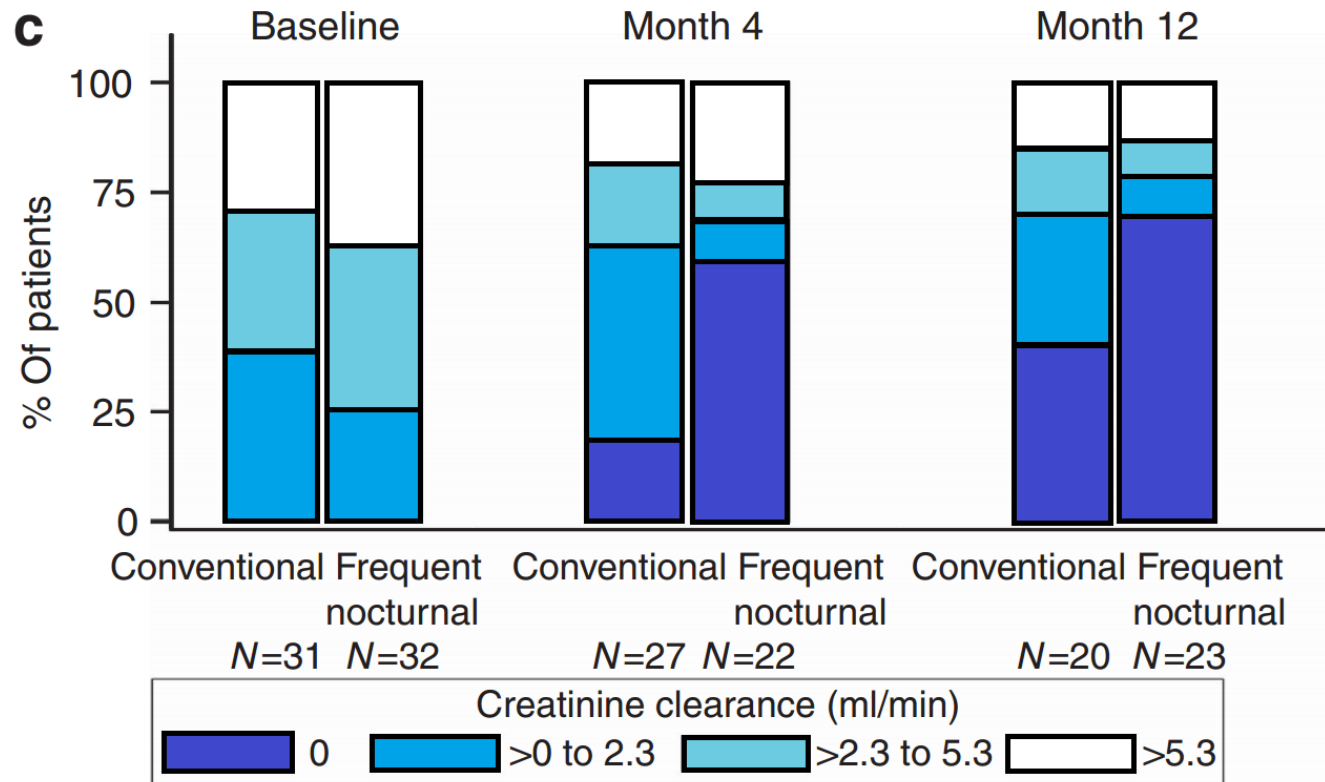 c
Baseline Month 4 Month 12
% Of patients
100
75
50
25
0
Conventional Frequent nocturnal Conventional Frequent nocturnal Conventional Frequent nocturnal
N=31 N=32 N=27 N=22 N=20 N=23
Creatinine clearance (ml/min)
0 >0 to 2.3 >2.3 to 5.3 >5.3